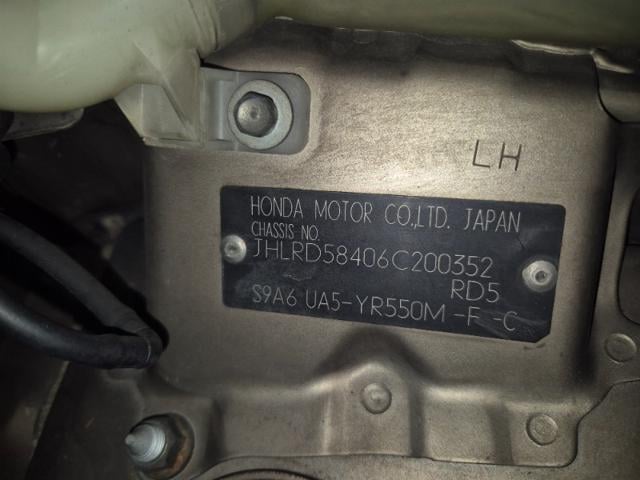 LH
HONDA MOTOR CO.,LTD. JAPAN
CHASSIS NO.
JHLRD58406C200352
RD5
S9A6 UA5-YR550M -F -C